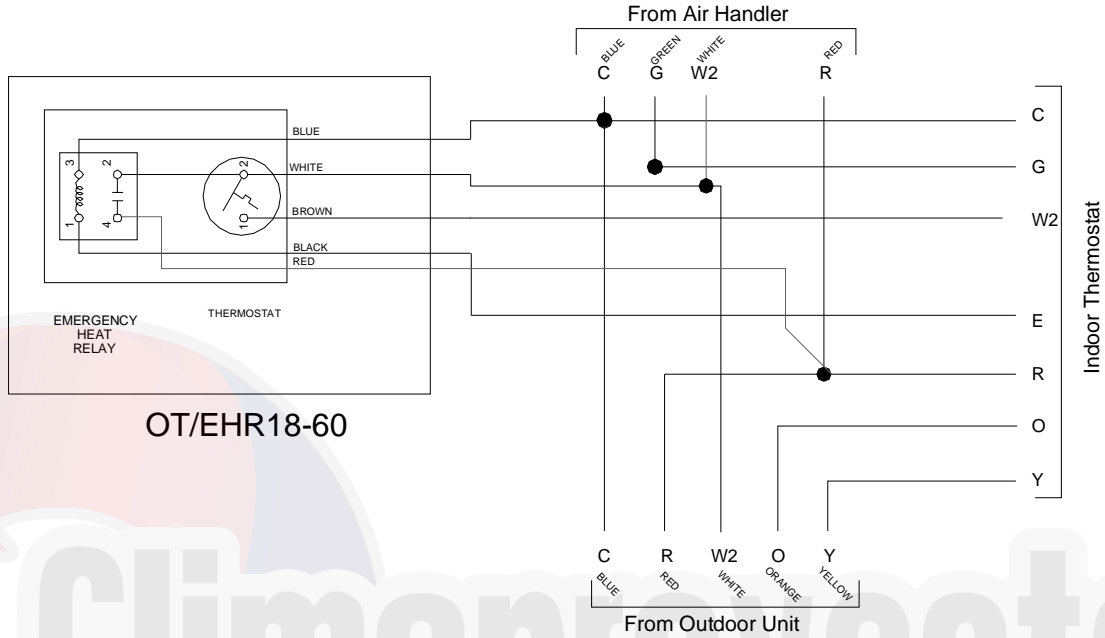 From Air Handler
BLUE GREEN WHITE RED
C G W2 R
C
G
W2
E
R
O
Y
Indoor Thermostat
BLUE
WHITE
BROWN
BLACK
RED
3 2
1 4
2
1
EMERGENCY
HEAT
RELAY
THERMOSTAT
OT/EHR18-60
C R W2 O Y
BLUE RED WHITE ORANGE YELLOW
From Outdoor Unit